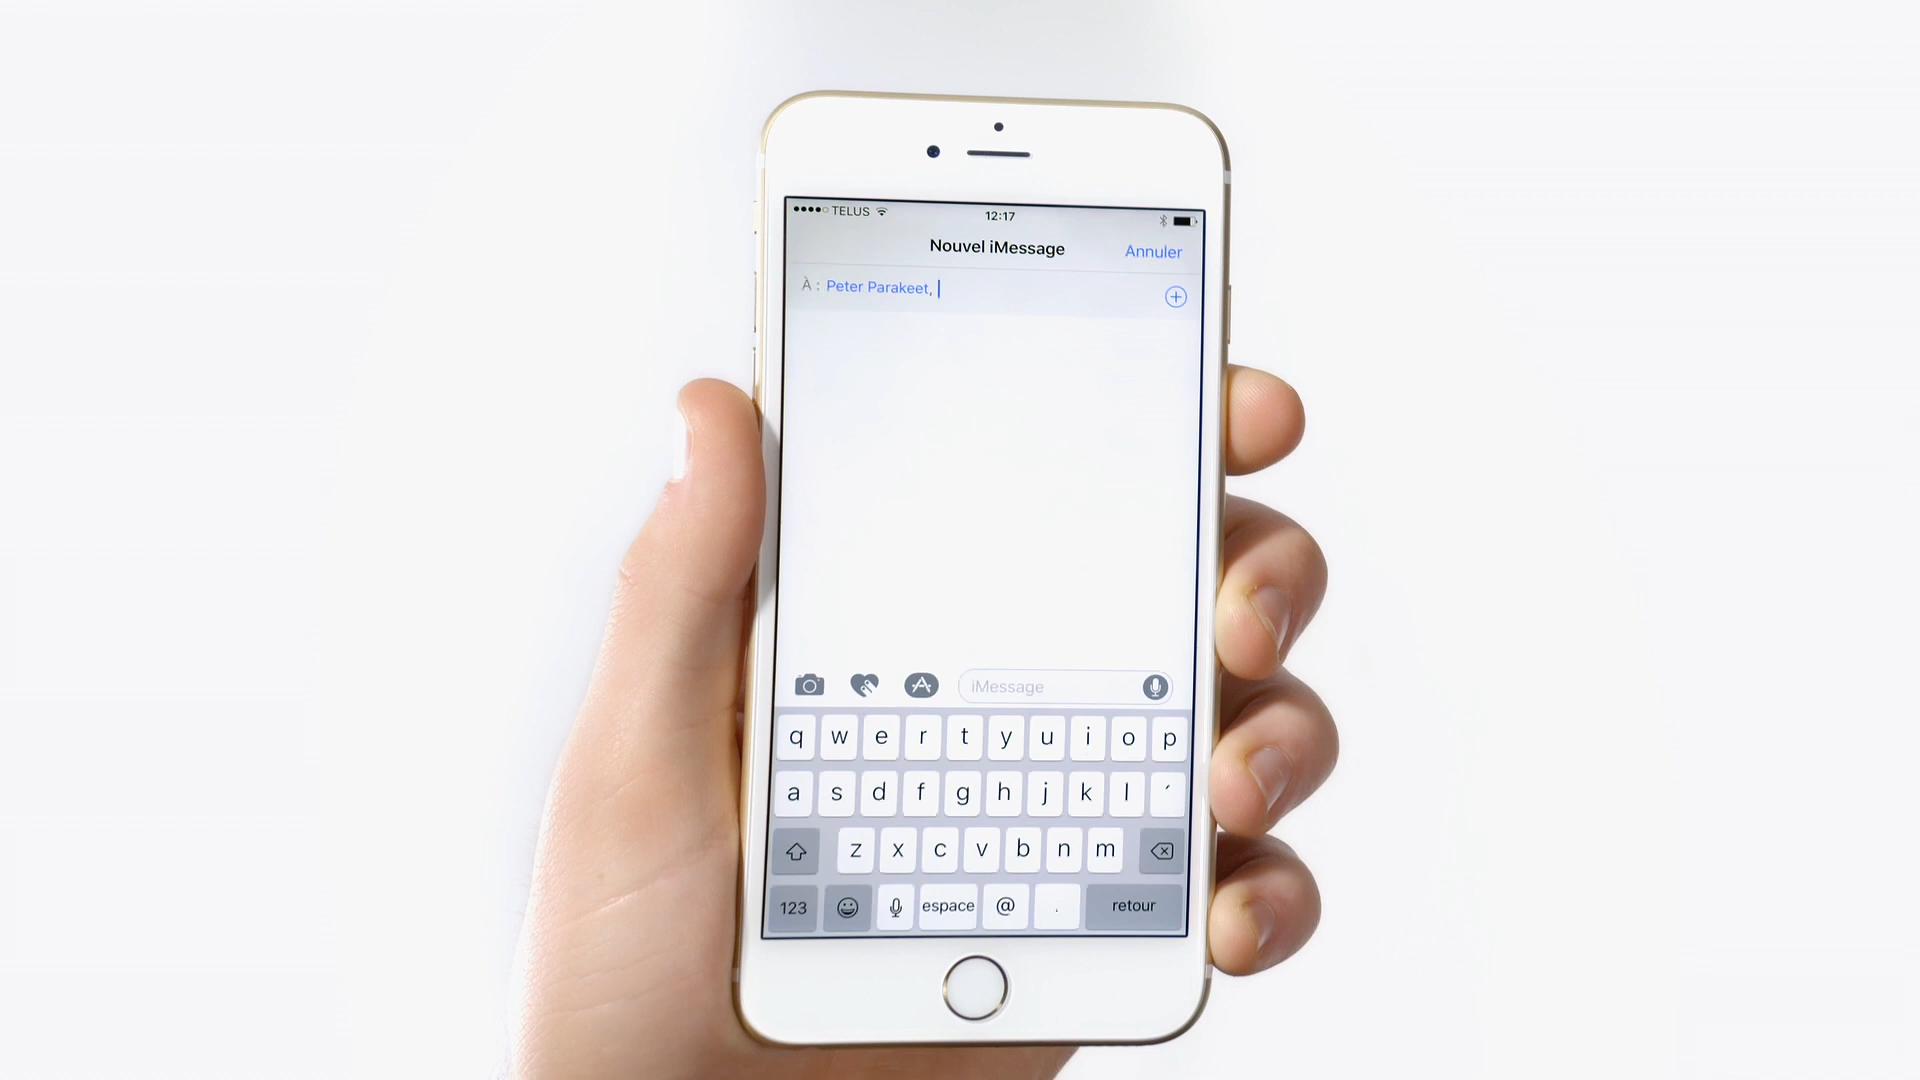 TELUS 12:17
Nouvel iMessage Annuler
À : Peter Parakeet,
iMessage
q w e r t y u i o p
a s d f g h j k l ´
z x c v b n m
123 espace @ . retour